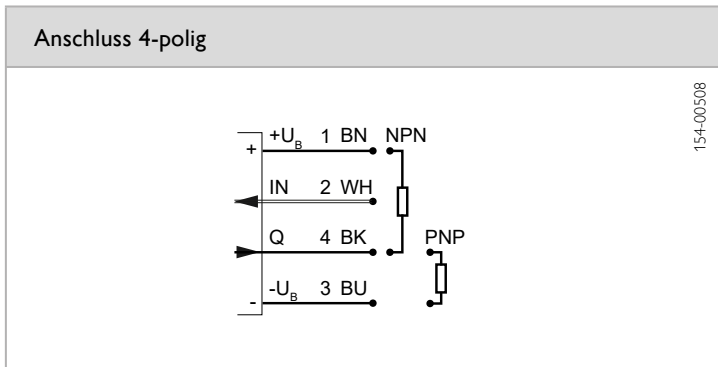 Anschluss 4-polig
154-00508
+U_B 1 BN NPN
+
IN 2 WH
Q 4 BK PNP
-U_B 3 BU
-